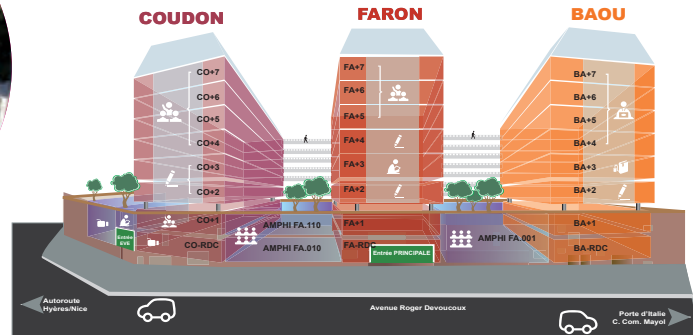 COUDON
FARON
BAOU
CO+7
CO+6
CO+5
CO+4
CO+3
CO+2
CO+1
CO-RDC
FA+7
FA+6
FA+5
FA+4
FA+3
FA+2
FA+1
FA-RDC
BA+7
BA+6
BA+5
BA+4
BA+3
BA+2
BA+1
BA-RDC
Entrée
EVE
AMPHI FA.110
AMPHI FA.010
Entrée PRINCIPALE
AMPHI FA.001
Autoroute
Hyères/Nice
Avenue Roger Devoucoux
Porte d'Italie
C. Com. Mayol